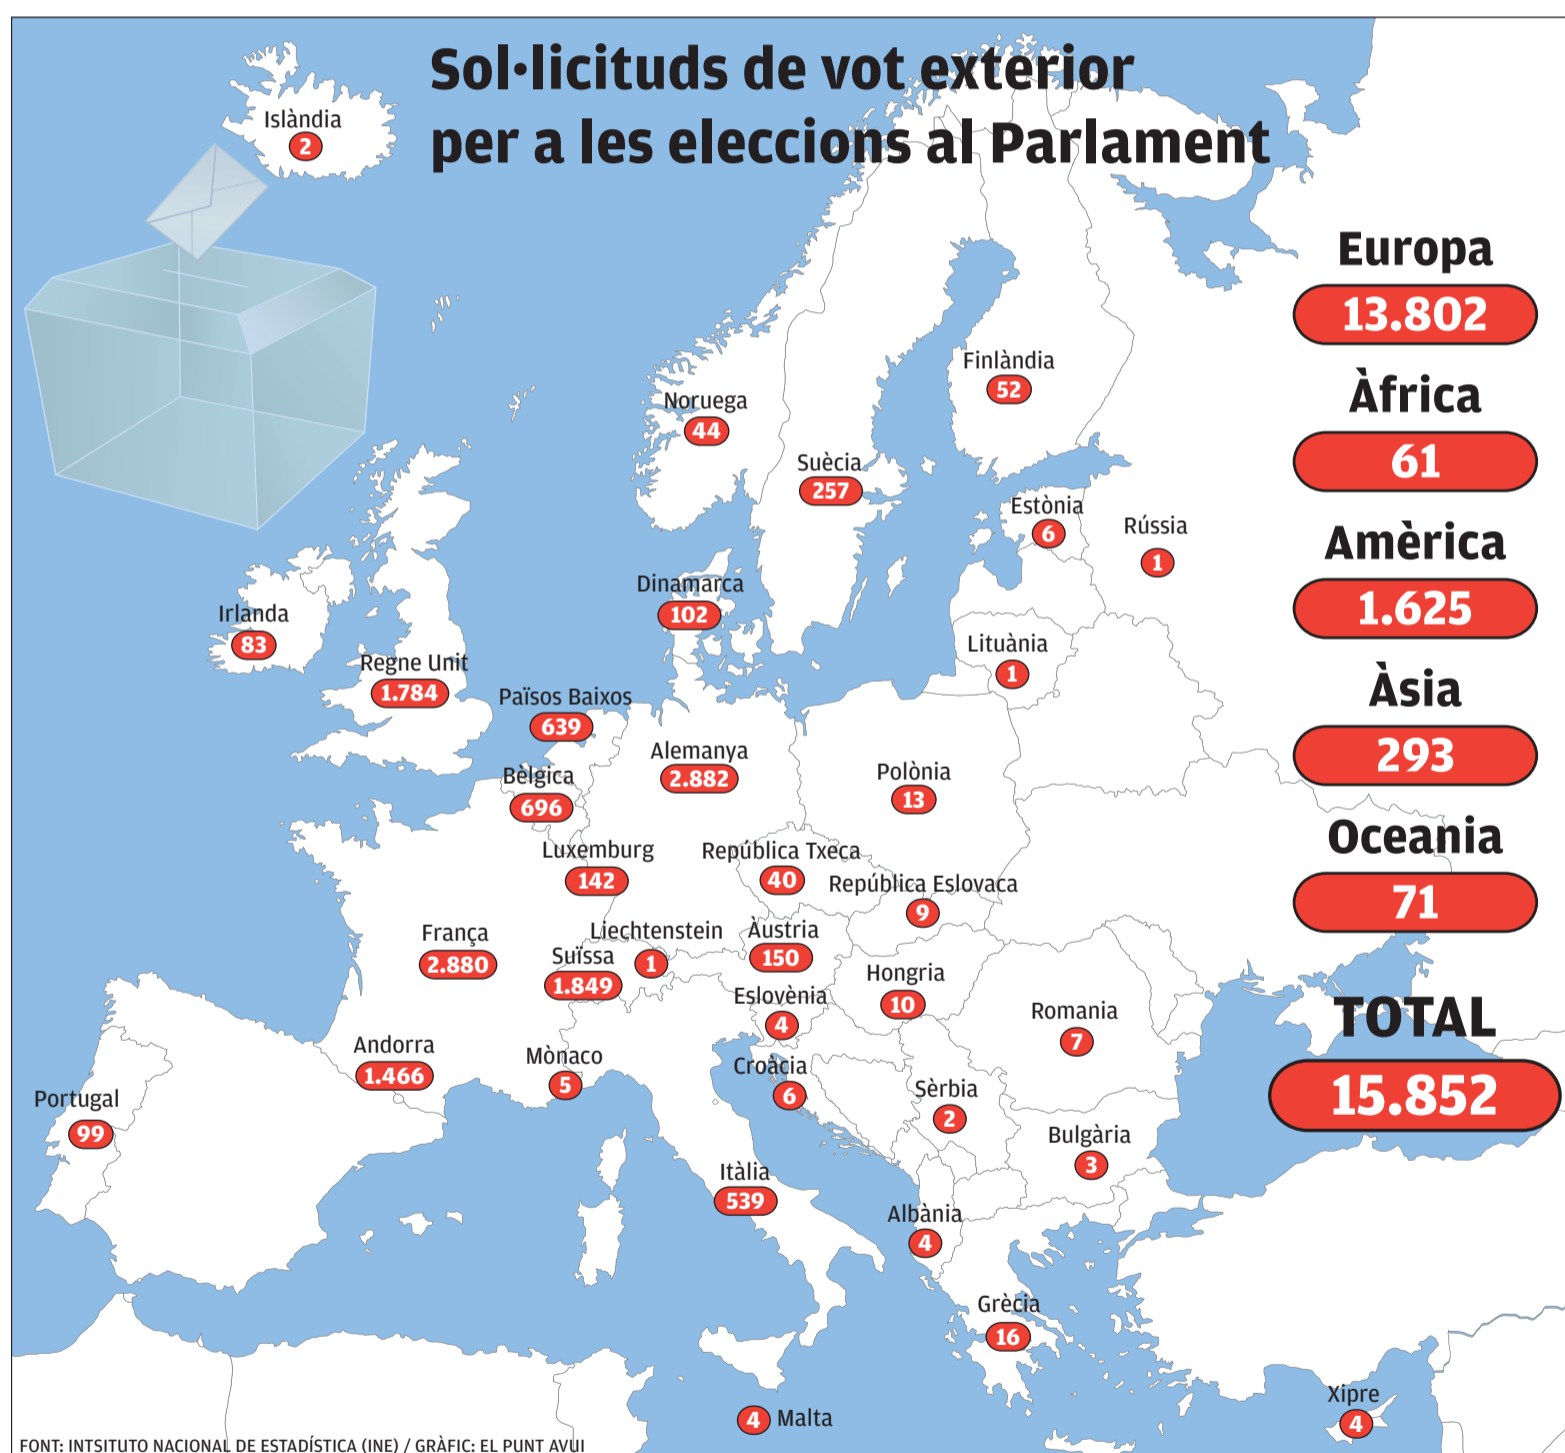 Sol·licituds de vot exterior
per a les eleccions al Parlament
Islàndia
2
Europa
13.802
Àfrica
61
Amèrica
1.625
Àsia
293
Oceania
71
TOTAL
15.852
Finlàndia
52
Noruega
44
Suècia
257
Estònia
6
Rússia
1
Dinamarca
102
Irlanda
83
Lituània
1
Regne Unit
1.784
Països Baixos
639
Alemanya
2.882
Polònia
13
Bèlgica
696
Luxemburg
142
República Txeca
40
República Eslovaca
9
França
2.880
Liechtenstein
1
Suïssa
1.849
Àustria
150
Hongria
10
Eslovènia
4
Romania
7
Andorra
1.466
Mònaco
5
Croàcia
6
Sèrbia
2
Portugal
99
Bulgària
3
Itàlia
539
Albània
4
Grècia
16
Xipre
4
4 Malta
FONT: INTSITUTO NACIONAL DE ESTADÍSTICA (INE) / GRÀFIC: EL PUNT AVUI